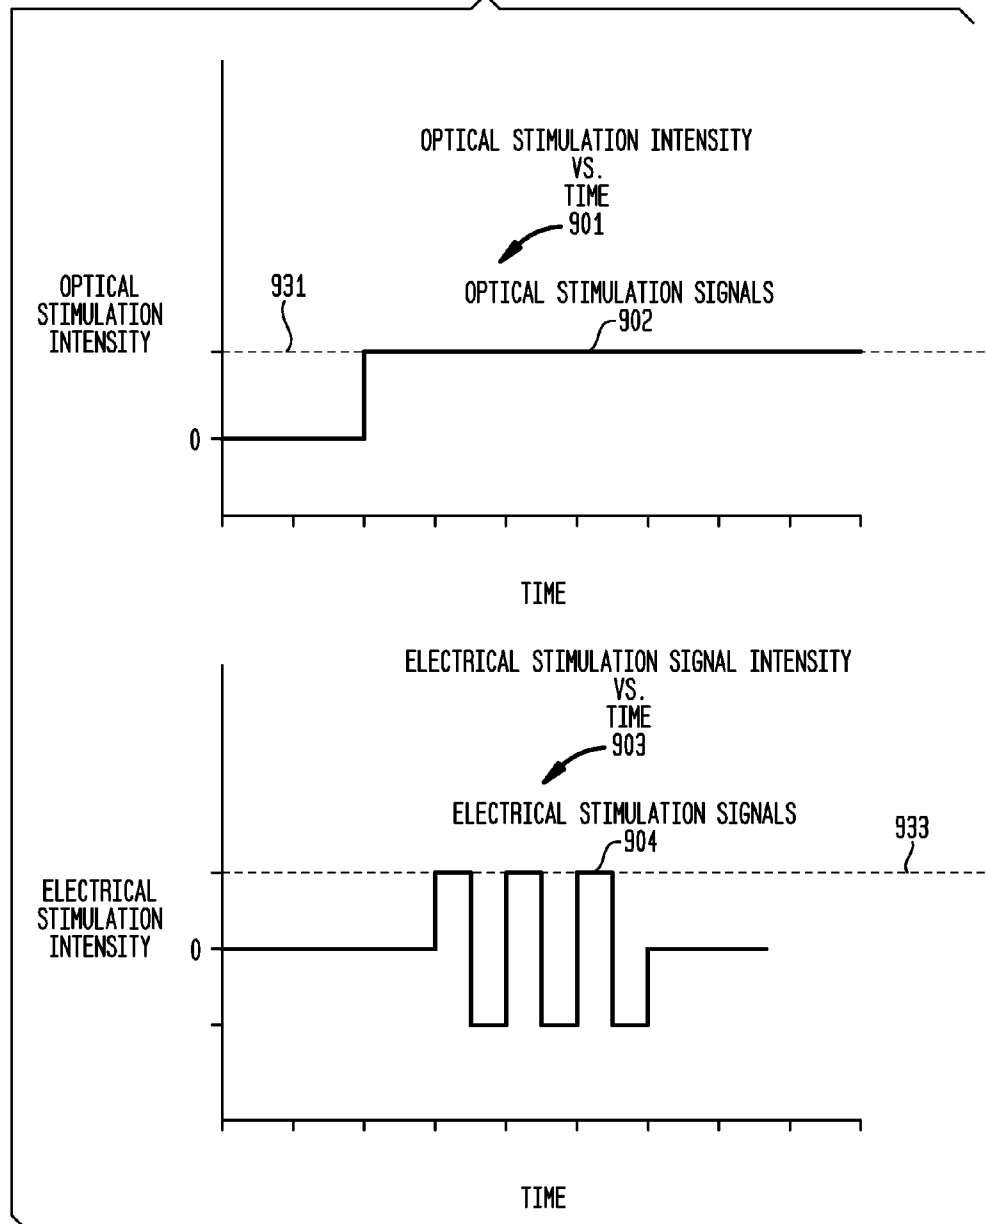 OPTICAL STIMULATION INTENSITY
VS.
TIME
901
OPTICAL
STIMULATION
INTENSITY
931
OPTICAL STIMULATION SIGNALS
902
0
TIME
ELECTRICAL STIMULATION SIGNAL INTENSITY
VS.
TIME
903
ELECTRICAL STIMULATION SIGNALS
904
933
ELECTRICAL
STIMULATION
INTENSITY
0
TIME